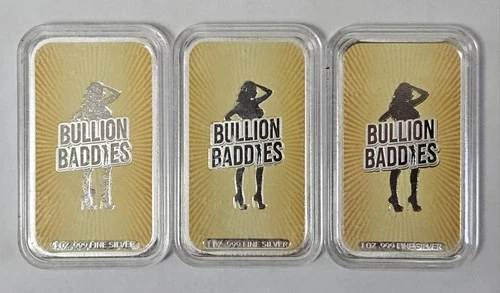 BULLION
BADDIES
1 OZ .999 FINE SILVER
BULLION
BADDIES
1 OZ .999 FINE SILVER
BULLION
BADDIES
1 OZ .999 FINE SILVER